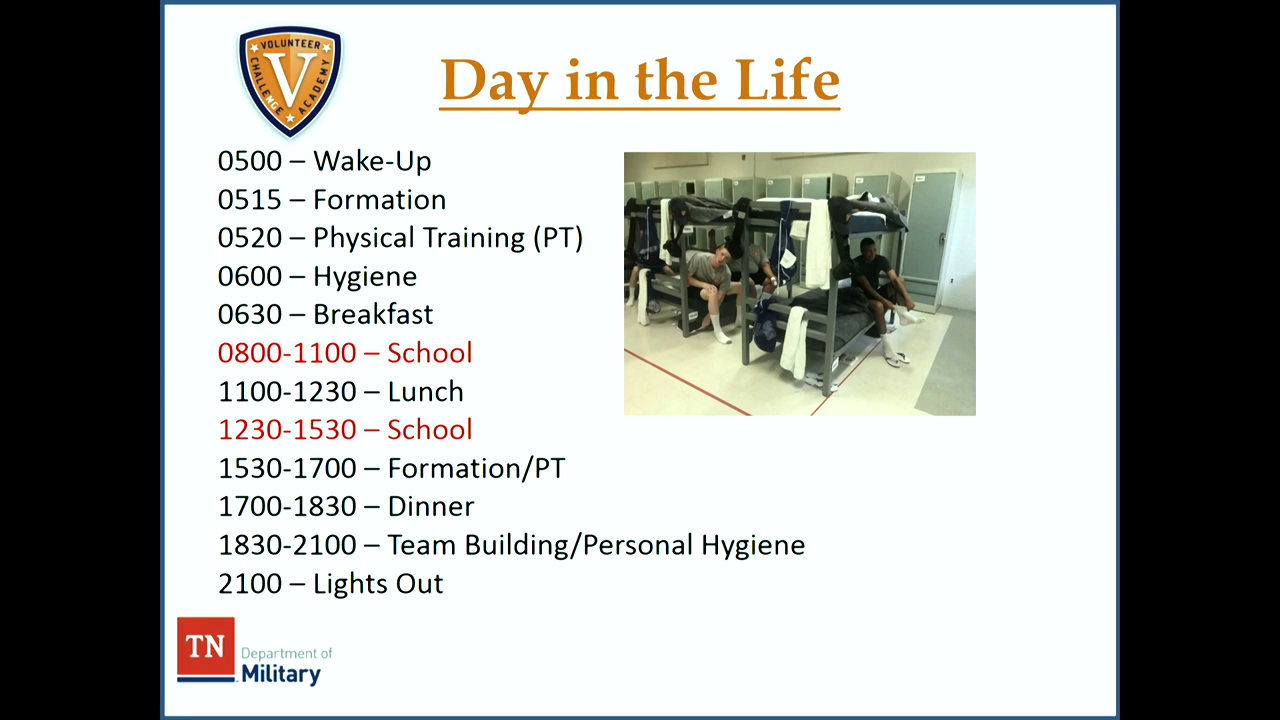 VOLUNTEER
CHALLENGE
ACADEMY
V
Day in the Life
0500 – Wake-Up
0515 – Formation
0520 – Physical Training (PT)
0600 – Hygiene
0630 – Breakfast
0800-1100 – School
1100-1230 – Lunch
1230-1530 – School
1530-1700 – Formation/PT
1700-1830 – Dinner
1830-2100 – Team Building/Personal Hygiene
2100 – Lights Out
TN
Department of
Military